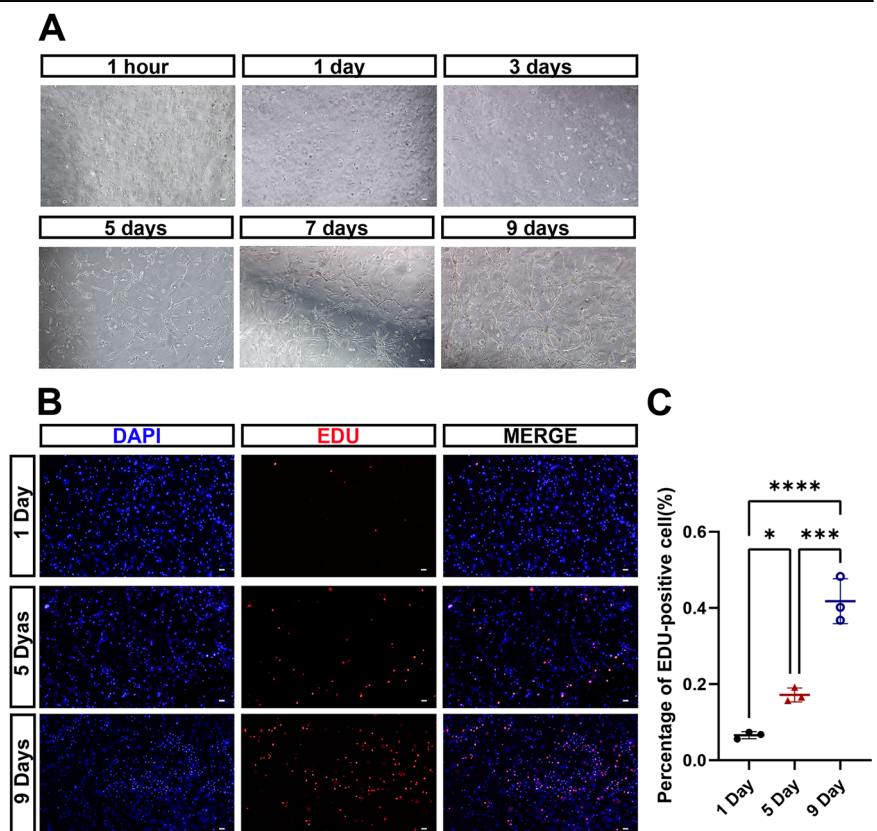 A
1 hour
1 day
3 days
5 days
7 days
9 days
B
DAPI
EDU
MERGE
1 Day
5 Dyas
9 Days
C
Percentage of EDU-positive cell(%)
****
*
***
0.6
0.4
0.2
0.0
1 Day
5 Day
9 Day